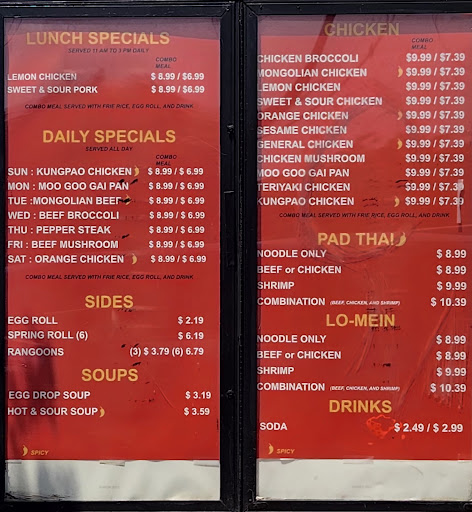 LUNCH SPECIALS
SERVED 11 AM TO 3 PM DAILY
COMBO
MEAL
LEMON CHICKEN $ 8.99 / $6.99
SWEET & SOUR PORK $ 8.99 / $6.99
COMBO MEAL SERVED WITH FRIE RICE, EGG ROLL, AND DRINK
DAILY SPECIALS
SERVED ALL DAY
COMBO
MEAL
SUN : KUNGPAO CHICKEN $ 8.99 / $ 6.99
MON : MOO GOO GAI PAN $ 8.99 / $ 6.99
TUE :MONGOLIAN BEEF $ 8.99 / $ 6.99
WED : BEEF BROCCOLI $ 8.99 / $ 6.99
THU : PEPPER STEAK $ 8.99 / $ 6.99
FRI : BEEF MUSHROOM $ 8.99 / $ 6.99
SAT : ORANGE CHICKEN $ 8.99 / $ 6.99
COMBO MEAL SERVED WITH FRIE RICE, EGG ROLL, AND DRINK
SIDES
EGG ROLL $ 2.19
SPRING ROLL (6) $ 6.19
RANGOONS (3) $ 3.79 (6) 6.79
SOUPS
EGG DROP SOUP $ 3.19
HOT & SOUR SOUP $ 3.59
SPICY
CHICKEN
COMBO
MEAL
CHICKEN BROCCOLI $9.99 / $7.39
MONGOLIAN CHICKEN $9.99 / $7.39
LEMON CHICKEN $9.99 / $7.39
SWEET & SOUR CHICKEN $9.99 / $7.39
ORANGE CHICKEN $9.99 / $7.39
SESAME CHICKEN $9.99 / $7.39
GENERAL CHICKEN $9.99 / $7.39
CHICKEN MUSHROOM $9.99 / $7.39
MOO GOO GAI PAN $9.99 / $7.39
TERIYAKI CHICKEN $9.99 / $7.39
KUNGPAO CHICKEN $9.99 / $7.39
COMBO MEAL SERVED WITH FRIE RICE, EGG ROLL, AND DRINK
PAD THAI
NOODLE ONLY $ 8.99
BEEF or CHICKEN $ 8.99
SHRIMP $ 9.99
COMBINATION (BEEF, CHICKEN, AND SHRIMP) $ 10.39
LO-MEIN
NOODLE ONLY $ 8.99
BEEF or CHICKEN $ 8.99
SHRIMP $ 9.99
COMBINATION (BEEF, CHICKEN, AND SHRIMP) $ 10.39
DRINKS
SODA $ 2.49 / $ 2.99
SPICY